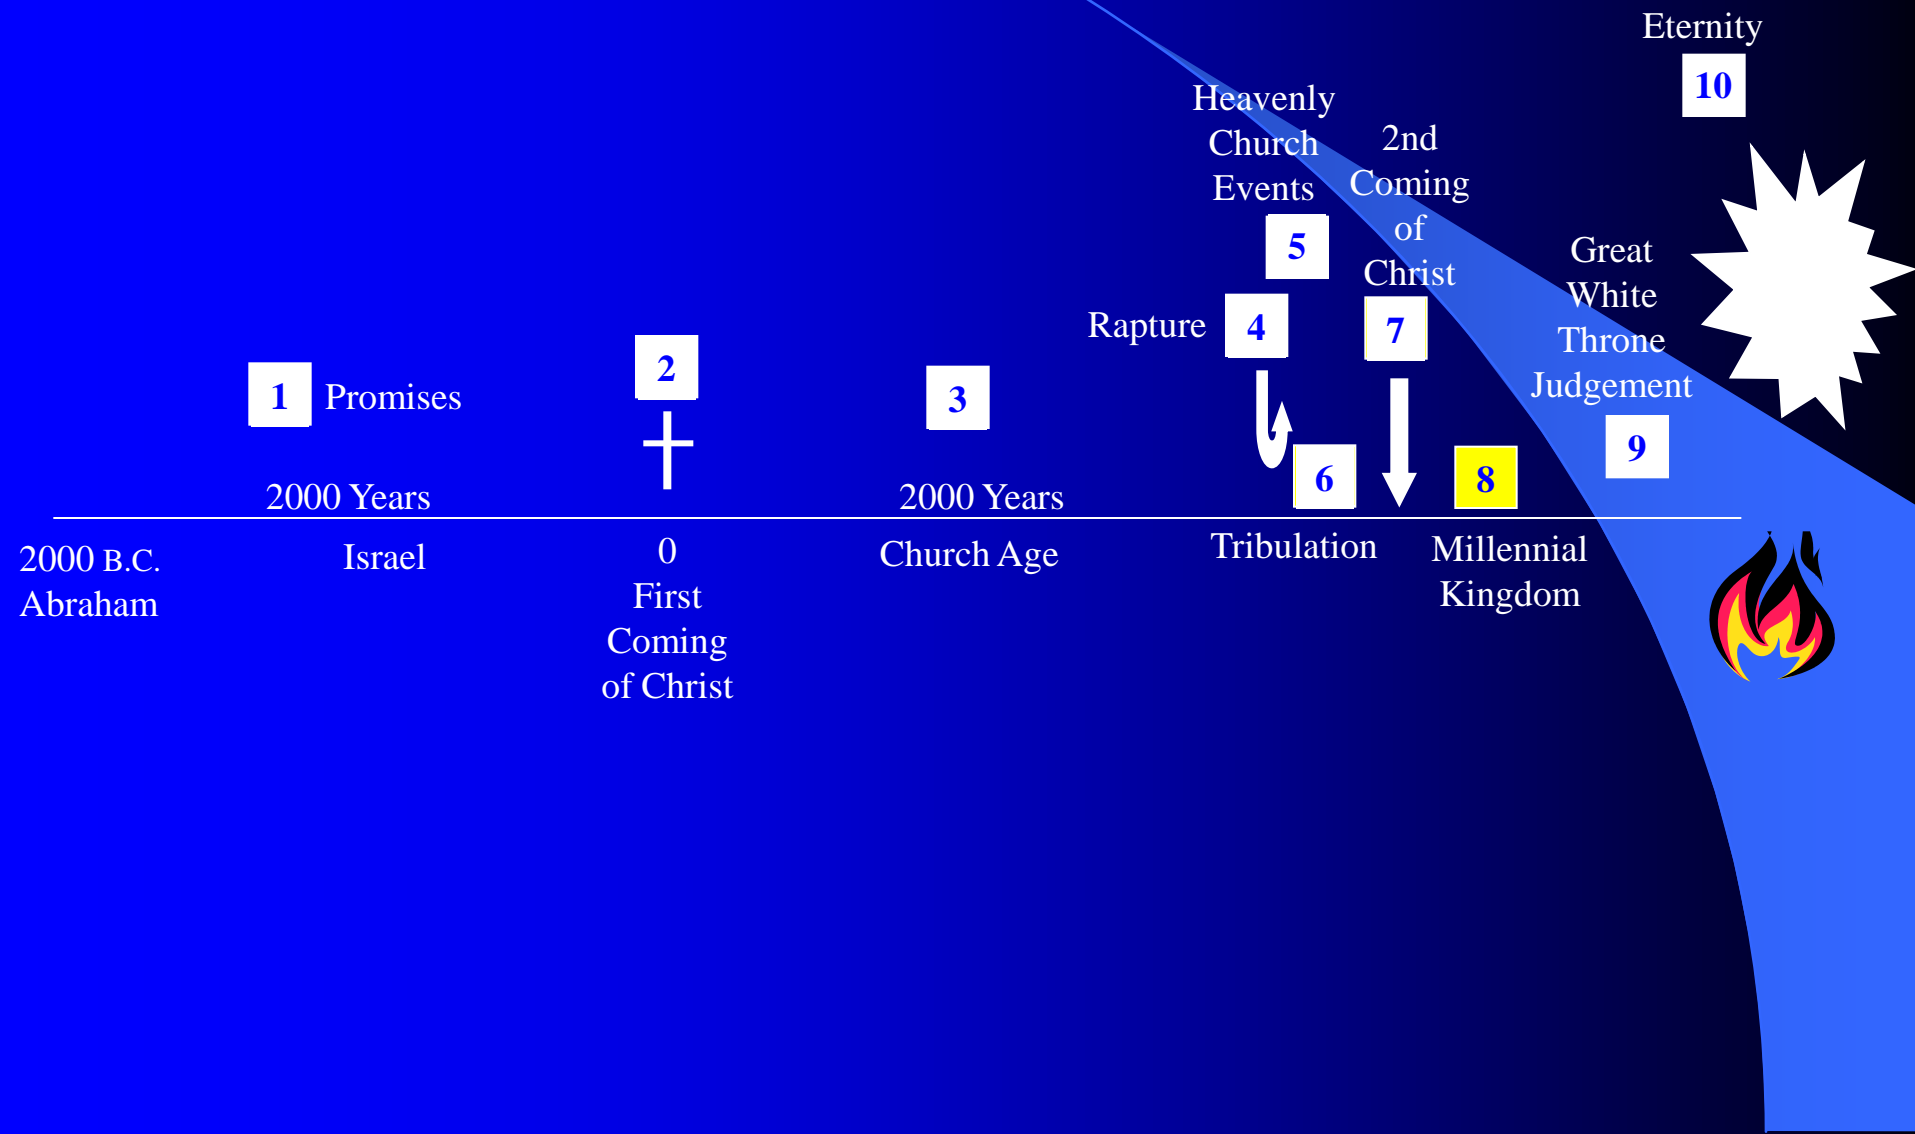 Eternity
10
Heavenly
Church
Events
5
2nd
Coming
of
Christ
7
Great
White
Throne
Judgement
9
Rapture 4
1 Promises
2
3
6
8
2000 Years
2000 Years
2000 B.C.
Abraham
Israel
0
First
Coming
of Christ
Church Age
Tribulation
Millennial
Kingdom